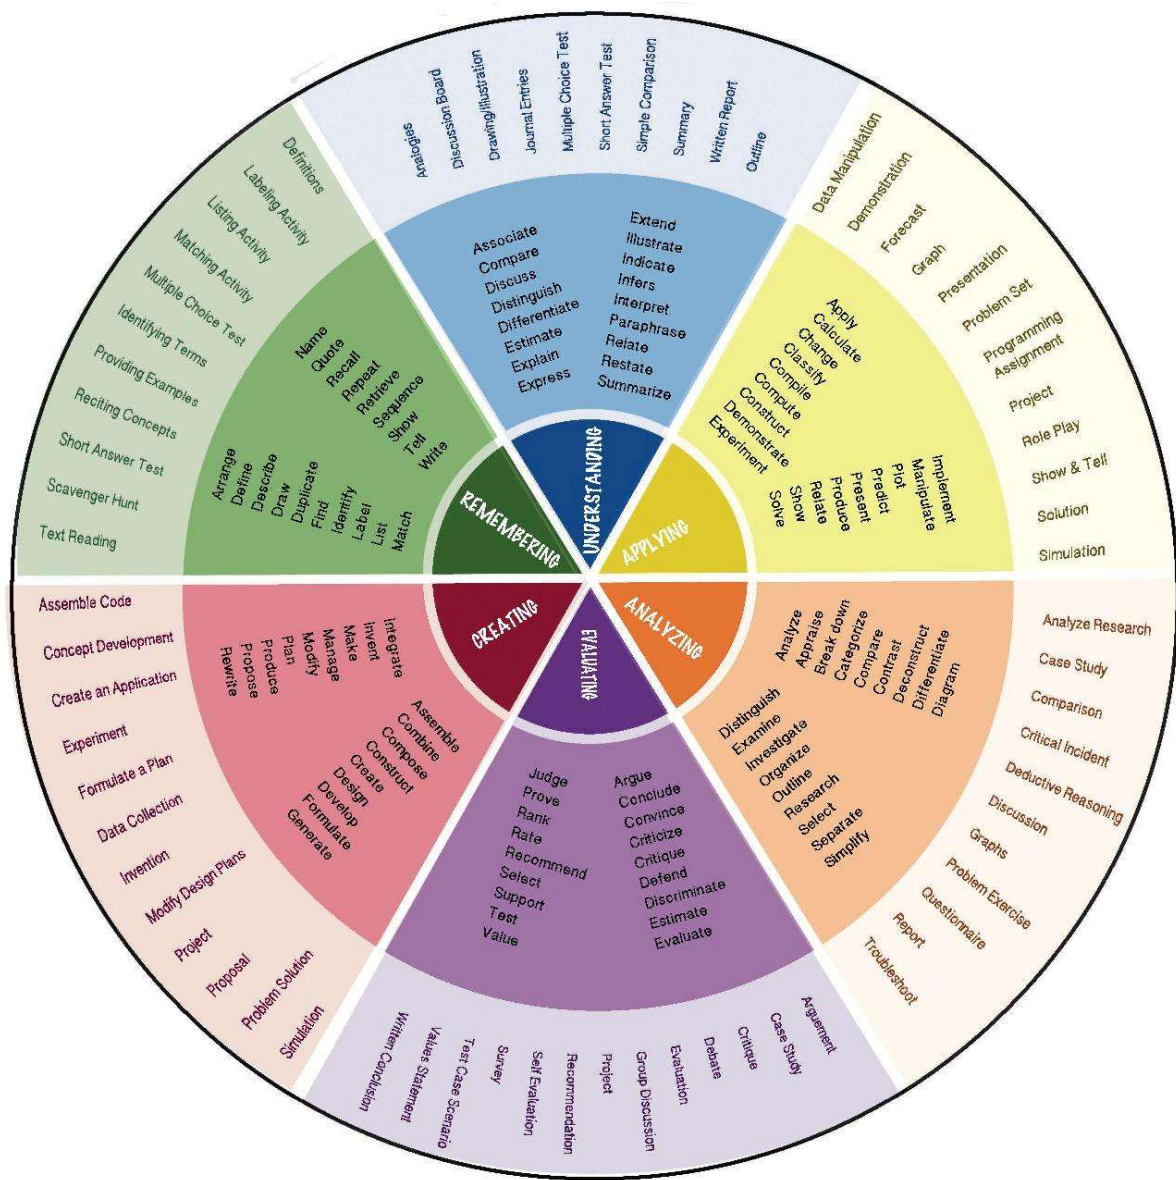 UNDERSTANDING
Analogies
Discussion Board
Drawing/Illustration
Journal Entries
Multiple Choice Test
Short Answer Test
Simple Comparison
Summary
Written Report
Outline
Associate
Compare
Discuss
Distinguish
Differentiate
Estimate
Explain
Express
Extend
Illustrate
Indicate
Infers
Interpret
Paraphrase
Relate
Restate
Summarize
APPLYING
Data Manipulation
Demonstration
Forecast
Graph
Presentation
Problem Set
Programming
Assignment
Project
Role Play
Show & Tell
Solution
Simulation
Apply
Calculate
Change
Classify
Compile
Compute
Construct
Demonstrate
Experiment
Implement
Manipulate
Plot
Predict
Present
Produce
Relate
Show
Solve
ANALYZING
Analyze Research
Case Study
Comparison
Critical Incident
Deductive Reasoning
Discussion
Graphs
Problem Exercise
Questionnaire
Report
Troubleshoot
Analyze
Appraise
Break down
Categorize
Compare
Contrast
Deconstruct
Differentiate
Diagram
Distinguish
Examine
Investigate
Organize
Outline
Research
Select
Separate
Simplify
EVALUATING
Arguement
Case Study
Critique
Debate
Evaluation
Group Discussion
Project
Recommendation
Self Evaluation
Survey
Test Case Scenario
Values Statement
Written Conclusion
Judge
Prove
Rank
Rate
Recommend
Select
Support
Test
Value
Argue
Conclude
Convince
Criticize
Critique
Defend
Discriminate
Estimate
Evaluate
CREATING
Assemble Code
Concept Development
Create an Application
Experiment
Formulate a Plan
Data Collection
Invention
Modify Design Plans
Project
Proposal
Problem Solution
Simulation
Integrate
Invent
Make
Manage
Modify
Plan
Produce
Propose
Rewrite
Assemble
Combine
Compose
Construct
Create
Design
Develop
Formulate
Generate
REMEMBERING
Definitions
Labeling Activity
Listing Activity
Matching Activity
Multiple Choice Test
Identifying Terms
Providing Examples
Reciting Concepts
Short Answer Test
Scavenger Hunt
Text Reading
Name
Quote
Recall
Repeat
Retrieve
Sequence
Show
Tell
Write
Arrange
Define
Describe
Draw
Duplicate
Find
Identify
Label
List
Match